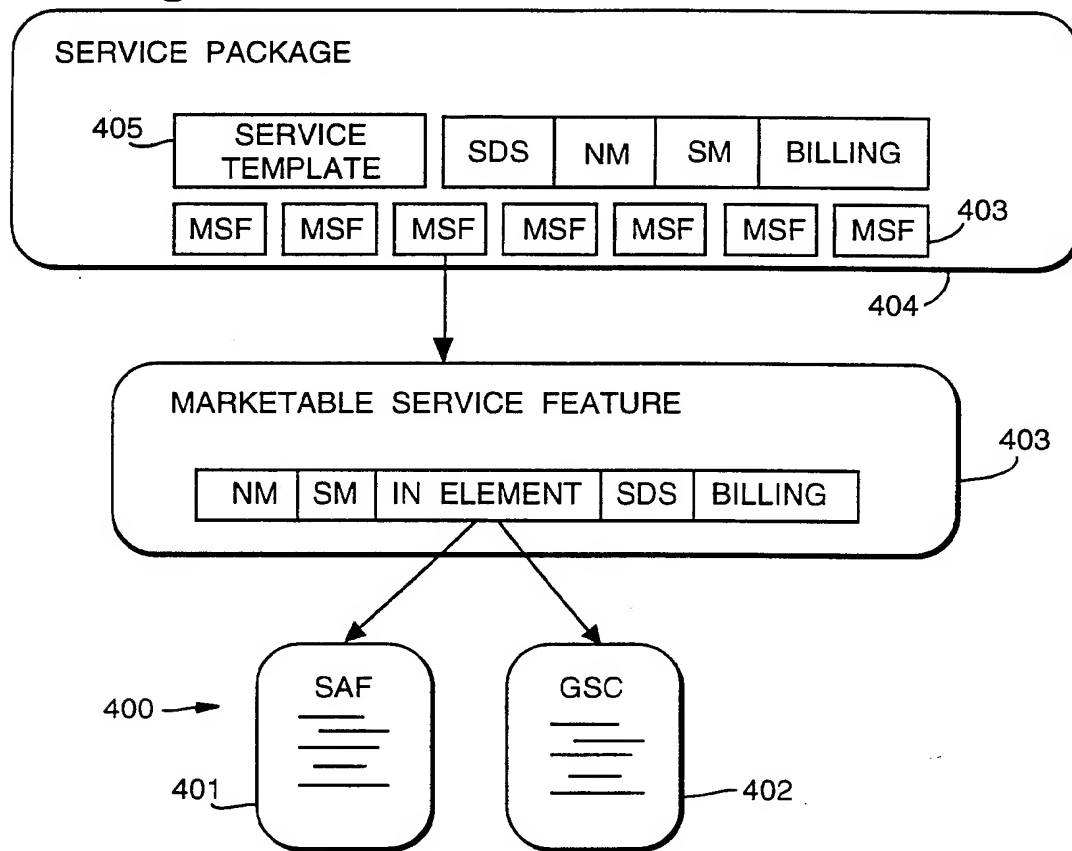 SERVICE PACKAGE
405
SERVICE TEMPLATE
SDS NM SM BILLING
MSF MSF MSF MSF MSF MSF MSF
403
404
MARKETABLE SERVICE FEATURE
403
NM SM IN ELEMENT SDS BILLING
SAF
GSC
400
401
402